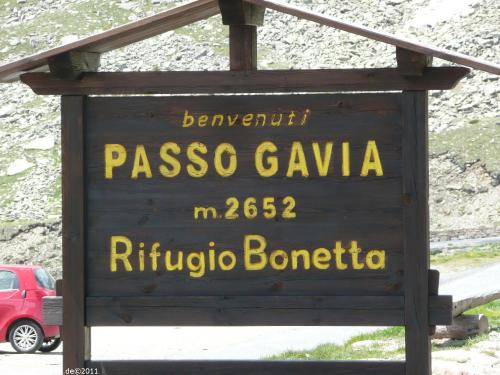 benvenuti
PASSO GAVIA
m.2652
Rifugio Bonetta
.de©2011